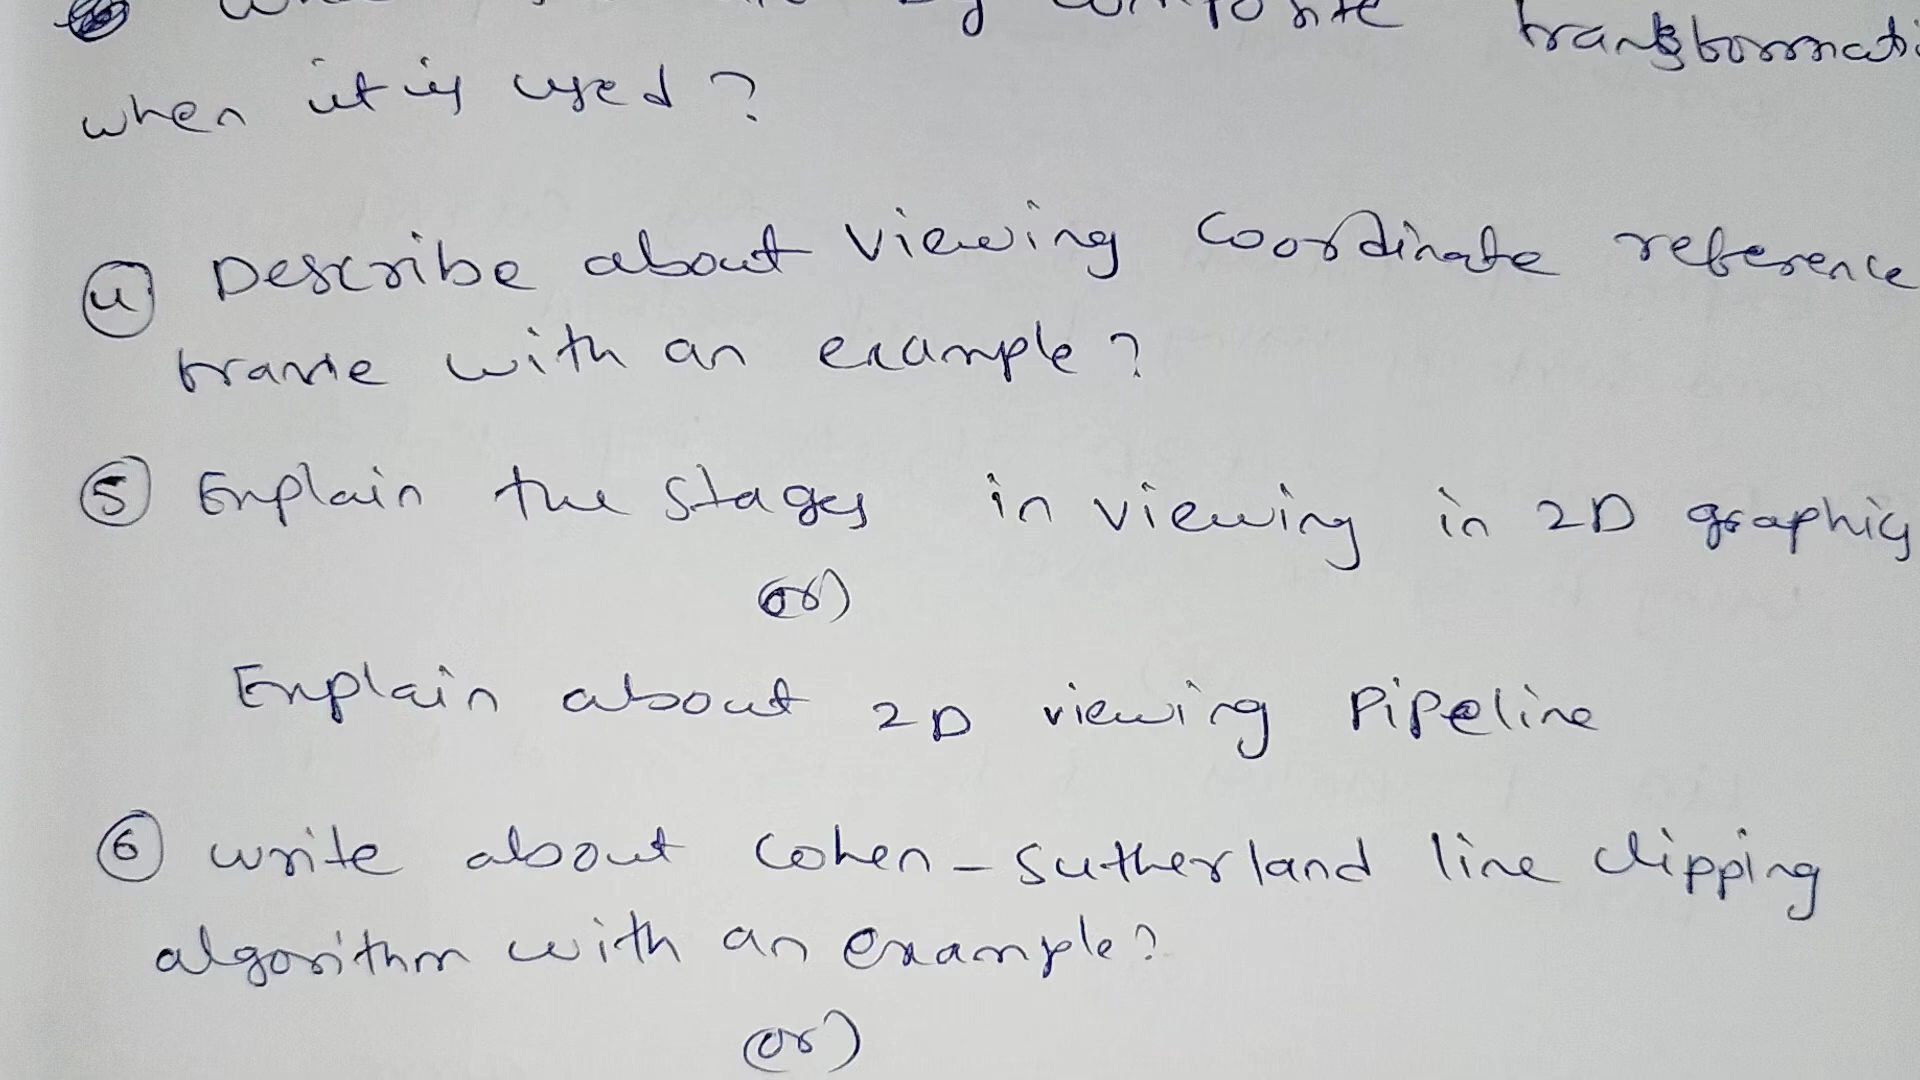 by composite transformati
when it is used?
4 Describe about viewing coordinate reference
frame with an example?
5 Explain the stages in viewing in 2D graphics
(or)
Explain about 2D viewing Pipeline
6 write about cohen-sutherland line clipping
algorithm with an example?
(or)